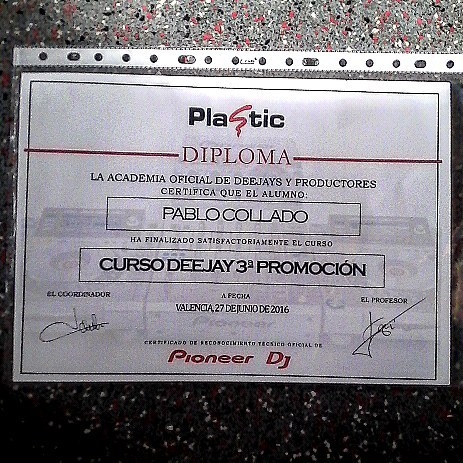 Plastic
DIPLOMA
LA ACADEMIA OFICIAL DE DEEJAYS Y PRODUCTORES
CERTIFICA QUE EL ALUMNO:
PABLO COLLADO
HA FINALIZADO SATISFACTORIAMENTE EL CURSO
CURSO DEEJAY 3ª PROMOCIÓN
EL COORDINADOR
A FECHA
EL PROFESOR
VALENCIA, 27 DE JUNIO DE 2016
Pioneer
CERTIFICADO DE RECONOCIMIENTO TECNICO OFICIAL DE
Pioneer Dj